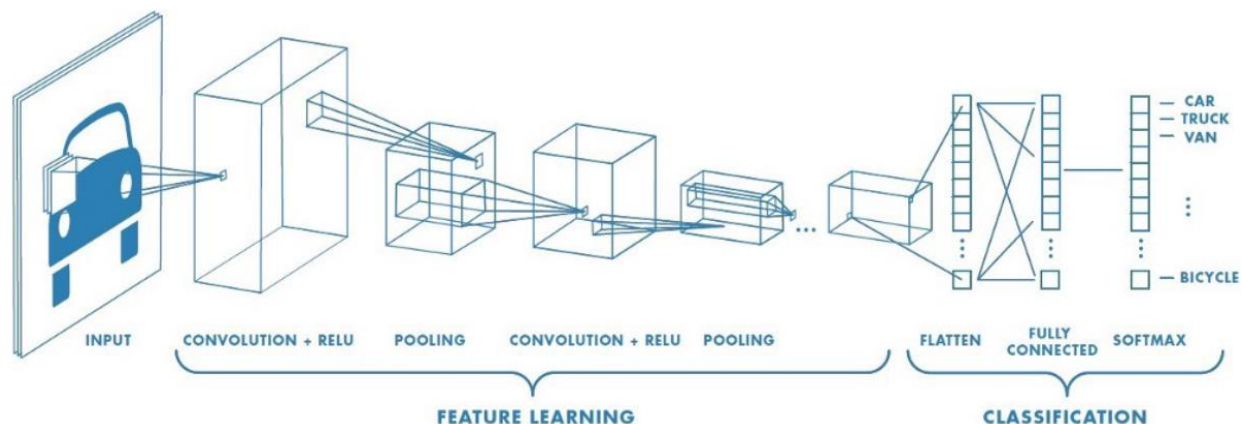 CAR
TRUCK
VAN
BICYCLE
INPUT
CONVOLUTION + RELU
POOLING
CONVOLUTION + RELU
POOLING
FLATTEN
FULLY
CONNECTED
SOFTMAX
FEATURE LEARNING
CLASSIFICATION